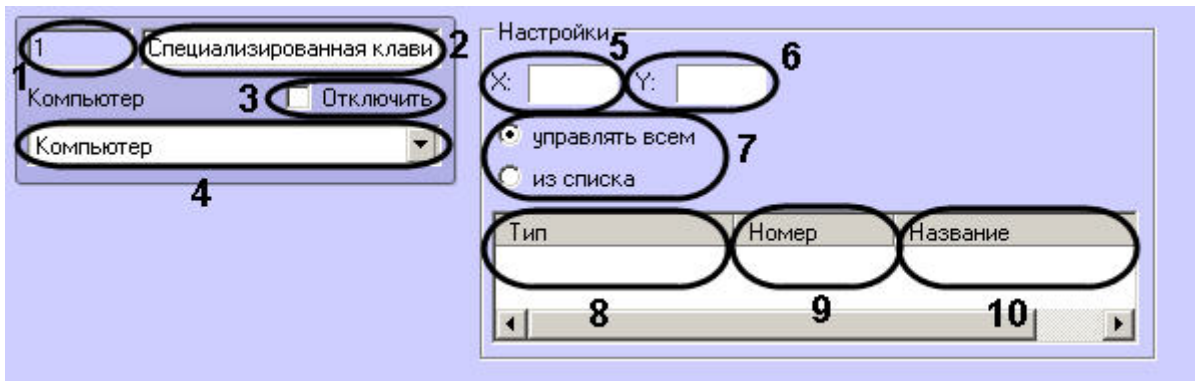 1 Специализированная клави 2
1
Компьютер 3 Отключить
Компьютер
4
Настройки
5 6
X: Y:
управлять всем
7
из списка
Тип Номер Название
8 9 10